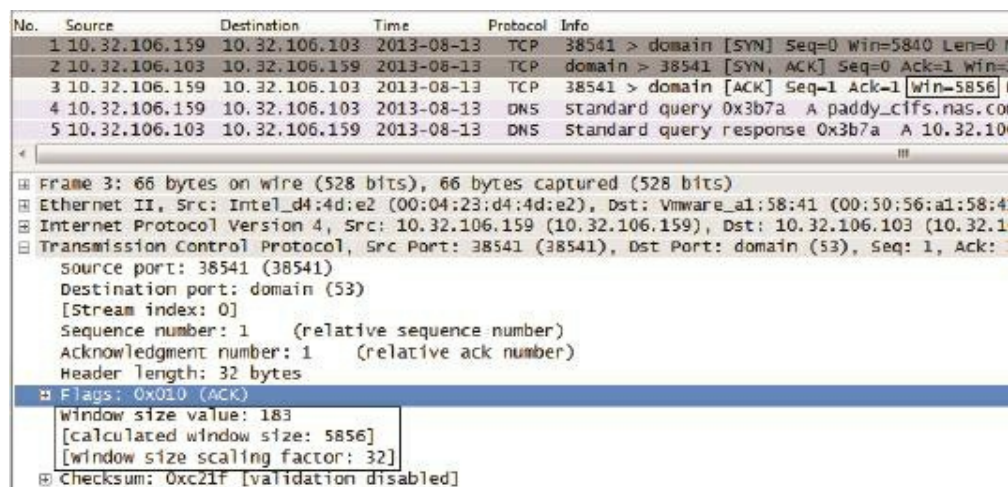 No. Source Destination Time Protocol Info
1 10.32.106.159 10.32.106.103 2013-08-13 TCP 38541 > domain [SYN] Seq=0 Win=5840 Len=0
2 10.32.106.103 10.32.106.159 2013-08-13 TCP domain > 38541 [SYN, ACK] Seq=0 Ack=1 Win=
3 10.32.106.159 10.32.106.103 2013-08-13 TCP 38541 > domain [ACK] Seq=1 Ack=1 Win=5856
4 10.32.106.159 10.32.106.103 2013-08-13 DNS Standard query 0x3b7a A paddy_cifs.nas.co
5 10.32.106.103 10.32.106.159 2013-08-13 DNS Standard query response 0x3b7a A 10.32.10
Frame 3: 66 bytes on wire (528 bits), 66 bytes captured (528 bits)
Ethernet II, Src: Intel_d4:4d:e2 (00:04:23:d4:4d:e2), Dst: Vmware_a1:58:41 (00:50:56:a1:58:4
Internet Protocol Version 4, Src: 10.32.106.159 (10.32.106.159), Dst: 10.32.106.103 (10.32.1
Transmission Control Protocol, Src Port: 38541 (38541), Dst Port: domain (53), Seq: 1, Ack:
Source port: 38541 (38541)
Destination port: domain (53)
[Stream index: 0]
Sequence number: 1 (relative sequence number)
Acknowledgment number: 1 (relative ack number)
Header length: 32 bytes
Flags: 0x010 (ACK)
Window size value: 183
[Calculated window size: 5856]
[Window size scaling factor: 32]
Checksum: 0xc21f [validation disabled]